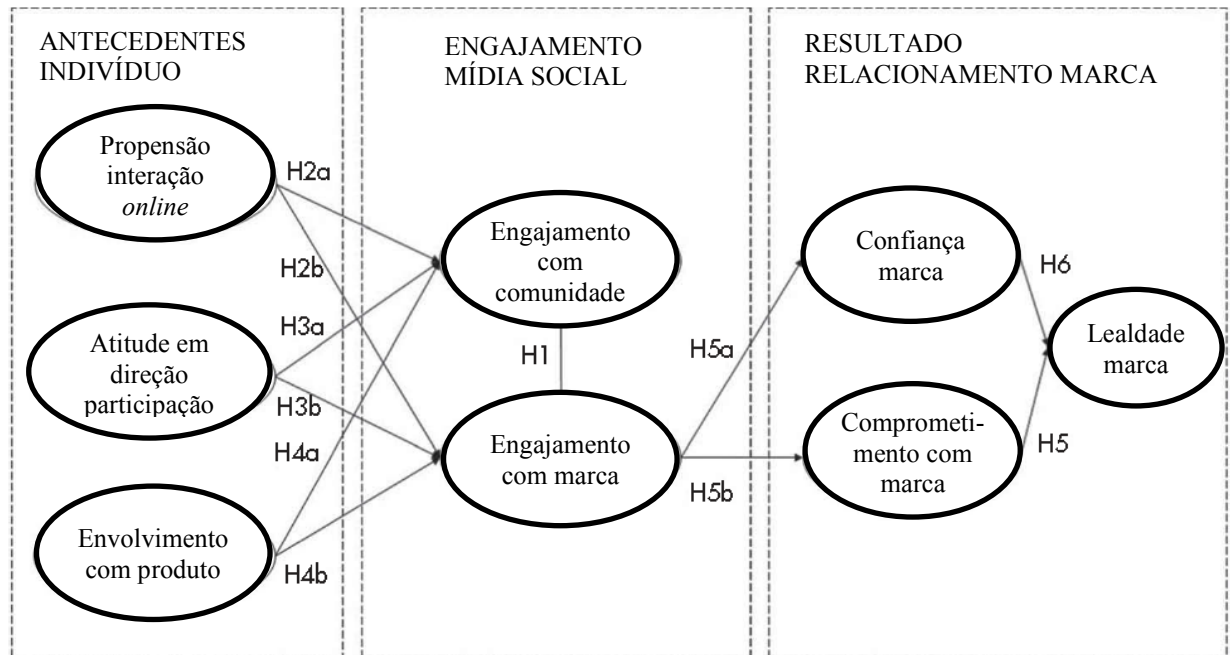 ANTECEDENTES
INDIVÍDUO
Propensão
interação
online
Atitude em
direção
participação
Envolvimento
com produto
H2a
H2b
H3a
H3b
H4a
H4b
ENGAJAMENTO
MÍDIA SOCIAL
Engajamento
com
comunidade
H1
Engajamento
com marca
H5a
H5b
RESULTADO
RELACIONAMENTO MARCA
Confiança
marca
Comprometi-
mento com
marca
H6
H5
Lealdade
marca